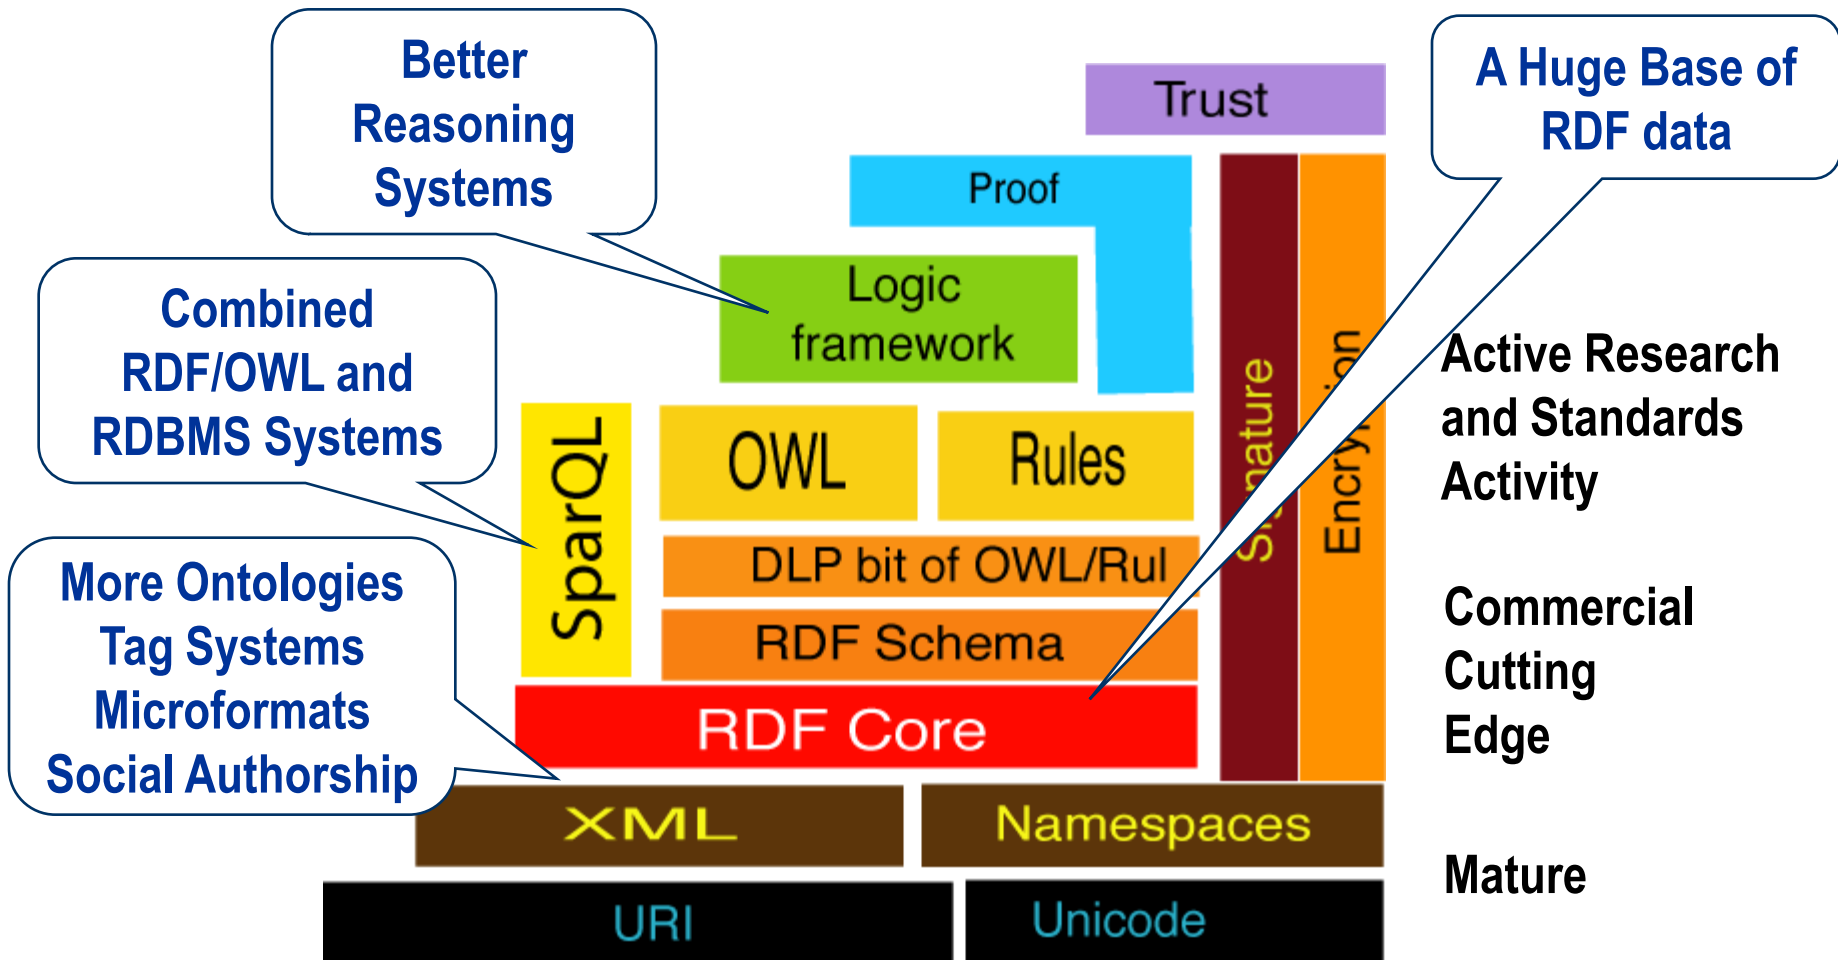 Better
Reasoning
Systems
A Huge Base of
RDF data
Trust
Proof
Combined
RDF/OWL and
RDBMS Systems
Logic
framework
Signature
Encryption
Active Research
and Standards
Activity
SparQL
OWL
Rules
DLP bit of OWL/Rul
More Ontologies
Tag Systems
Microformats
Social Authorship
RDF Schema
Commercial
Cutting
Edge
RDF Core
XML
Namespaces
Mature
URI
Unicode